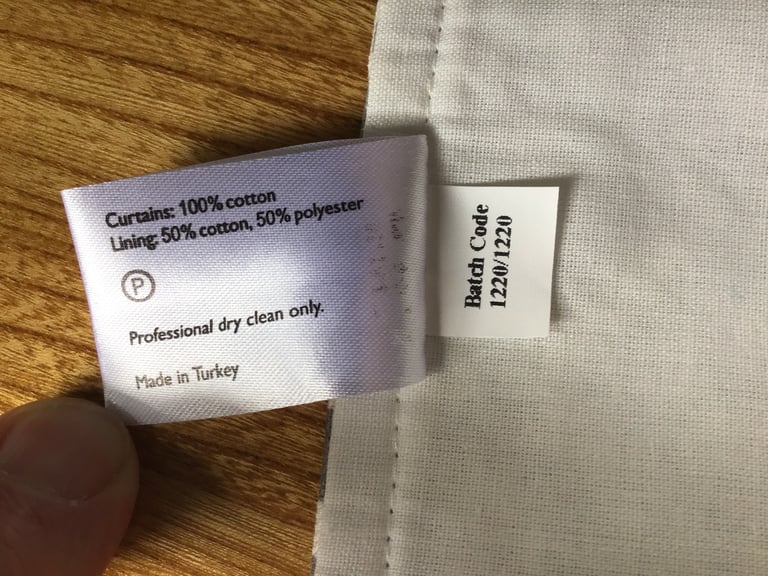 Curtains: 100% cotton
Lining: 50% cotton, 50% polyester
P
Professional dry clean only.
Made in Turkey
Batch Code
1220/1220